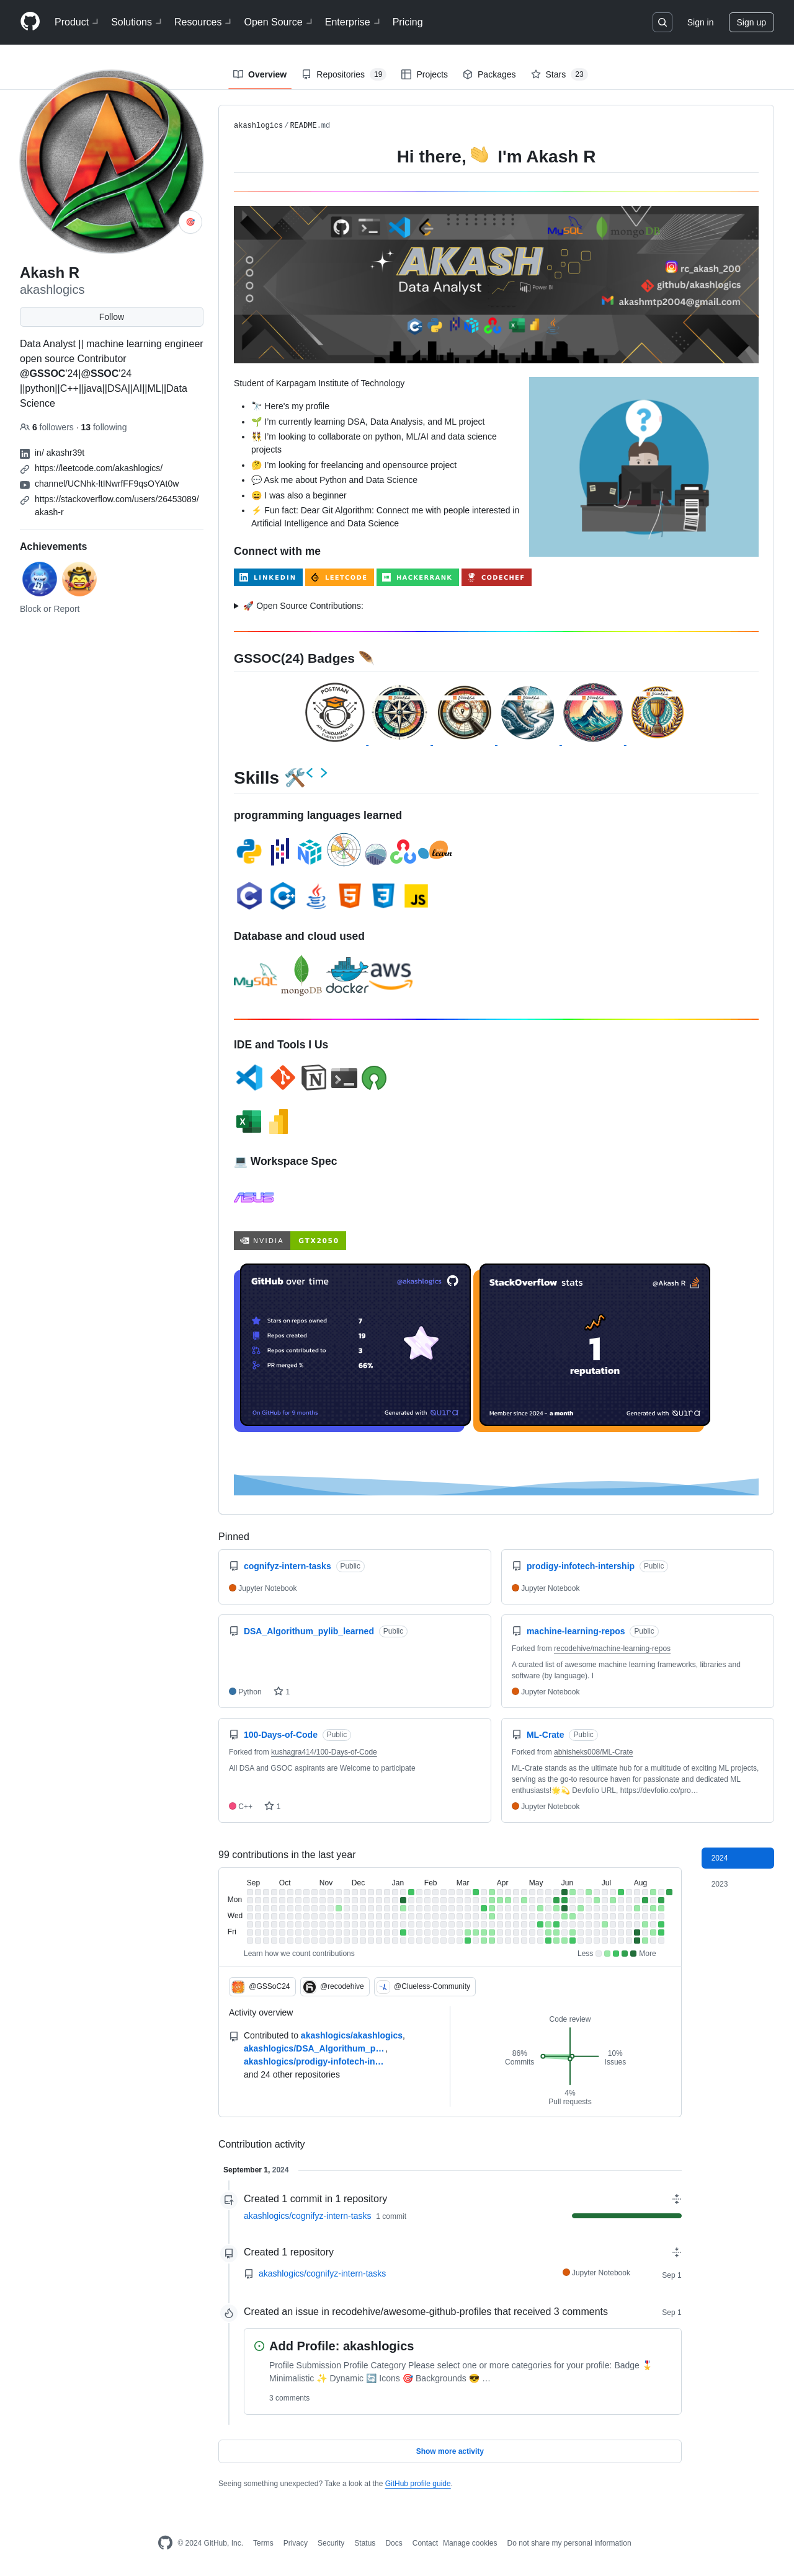 Product Solutions Resources Open Source Enterprise Pricing Sign in Sign up
Overview Repositories 19 Projects Packages Stars 23
Akash R
akashlogics
Follow
Data Analyst || machine learning engineer
open source Contributor
@GSSOC'24|@SSOC'24
||python||C++||java||DSA||AI||ML||Data
Science
6 followers · 13 following
in/ akashr39t
https://leetcode.com/akashlogics/
channel/UCNhk-ltINwrfFF9qsOYAt0w
https://stackoverflow.com/users/26453089/
akash-r
Achievements
Block or Report
akashlogics/README.md
Hi there, 👋 I'm Akash R
MySQL mongoDB
AKASH
Data Analyst
Power BI
rc_akash_200
github/akashlogics
akashmtp2004@gmail.com
Student of Karpagam Institute of Technology
🔭 Here's my profile
🌱 I'm currently learning DSA, Data Analysis, and ML project
👯 I'm looking to collaborate on python, ML/AI and data science
projects
🤔 I'm looking for freelancing and opensource project
💬 Ask me about Python and Data Science
😄 I was also a beginner
⚡ Fun fact: Dear Git Algorithm: Connect me with people interested in
Artificial Intelligence and Data Science
Connect with me
LINKEDIN LEETCODE HACKERRANK CODECHEF
🚀 Open Source Contributions:
GSSOC(24) Badges 🪶
POSTMAN
Skills 🛠️< >
programming languages learned
learn
JS
Database and cloud used
MySQL mongoDB docker aws
IDE and Tools I Us
💻 Workspace Spec
ASUS
NVIDIA GTX2050
GitHub over time @akashlogics
Stars on repos owned 7
Repos created 19
Repos contributed to 3
PR merged % 66%
On GitHub for 11 months Generated with quira
StackOverflow stats @Akash R
1
reputation
Member since 2024 - a month Generated with quira
Pinned
cognifyz-intern-tasks Public
Jupyter Notebook
prodigy-infotech-intership Public
Jupyter Notebook
DSA_Algorithum_pylib_learned Public
Python 1
machine-learning-repos Public
Forked from recodehive/machine-learning-repos
A curated list of awesome machine learning frameworks, libraries and
software (by language). I
Jupyter Notebook
100-Days-of-Code Public
Forked from kushagra414/100-Days-of-Code
All DSA and GSOC aspirants are Welcome to participate
C++ 1
ML-Crate Public
Forked from abhisheks008/ML-Crate
ML-Crate stands as the ultimate hub for a multitude of exciting ML projects,
serving as the go-to resource haven for passionate and dedicated ML
enthusiasts!🌟💫 Devfolio URL, https://devfolio.co/pro…
Jupyter Notebook
99 contributions in the last year
2024
2023
Sep Oct Nov Dec Jan Feb Mar Apr May Jun Jul Aug
Mon
Wed
Fri
Learn how we count contributions Less More
@GSSoC24 @recodehive @Clueless-Community
Activity overview
Contributed to akashlogics/akashlogics,
akashlogics/DSA_Algorithm_p…,
akashlogics/prodigy-infotech-in…
and 24 other repositories
Code review
86%
Commits
10%
Issues
4%
Pull requests
Contribution activity
September 1, 2024
Created 1 commit in 1 repository
akashlogics/cognifyz-intern-tasks 1 commit
Created 1 repository
akashlogics/cognifyz-intern-tasks Jupyter Notebook Sep 1
Created an issue in recodehive/awesome-github-profiles that received 3 comments Sep 1
Add Profile: akashlogics
Profile Submission Profile Category Please select one or more categories for your profile: Badge 🎖️
Minimalistic ✨ Dynamic 🔄 Icons 🎯 Backgrounds 😎 …
3 comments
Show more activity
Seeing something unexpected? Take a look at the GitHub profile guide.
© 2024 GitHub, Inc. Terms Privacy Security Status Docs Contact Manage cookies Do not share my personal information